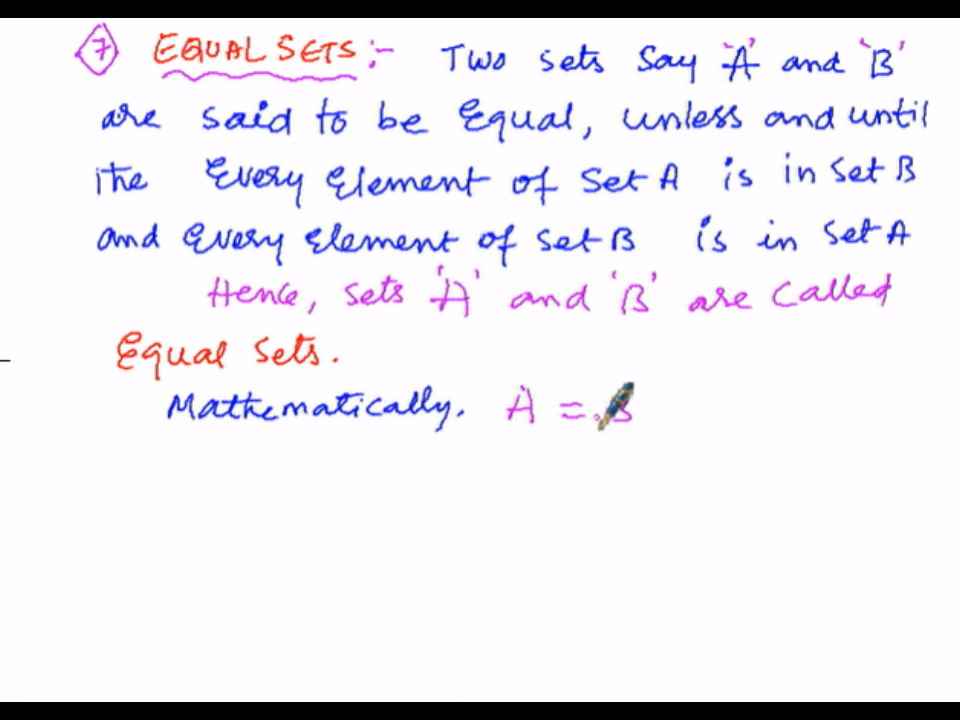 7 EQUAL SETS :- Two sets say 'A' and 'B'
are said to be Equal, unless and until
the Every Element of Set A is in set B
and Every Element of Set B is in Set A
Hence, sets 'A' and 'B' are called
Equal Sets.
Mathematically. A = B